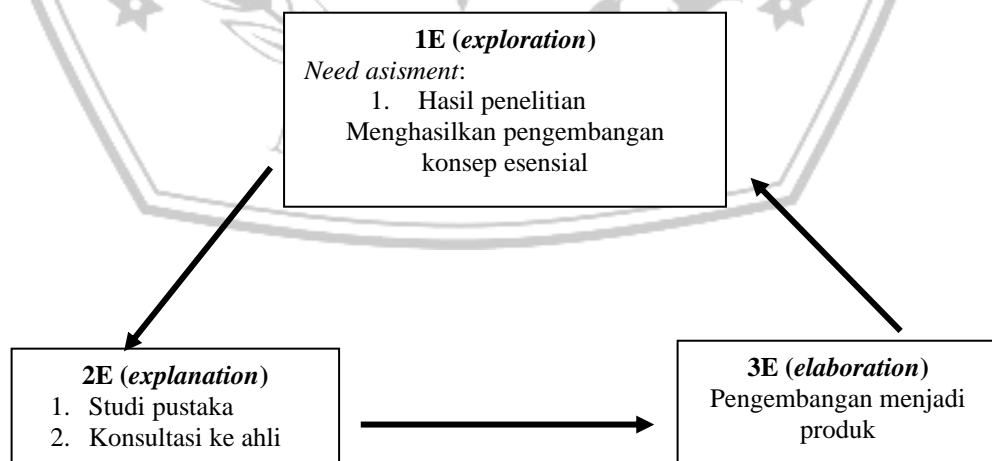 1E (exploration)
Need asisment:
1. Hasil penelitian
Menghasilkan pengembangan
konsep esensial
2E (explanation)
1. Studi pustaka
2. Konsultasi ke ahli
3E (elaboration)
Pengembangan menjadi
produk